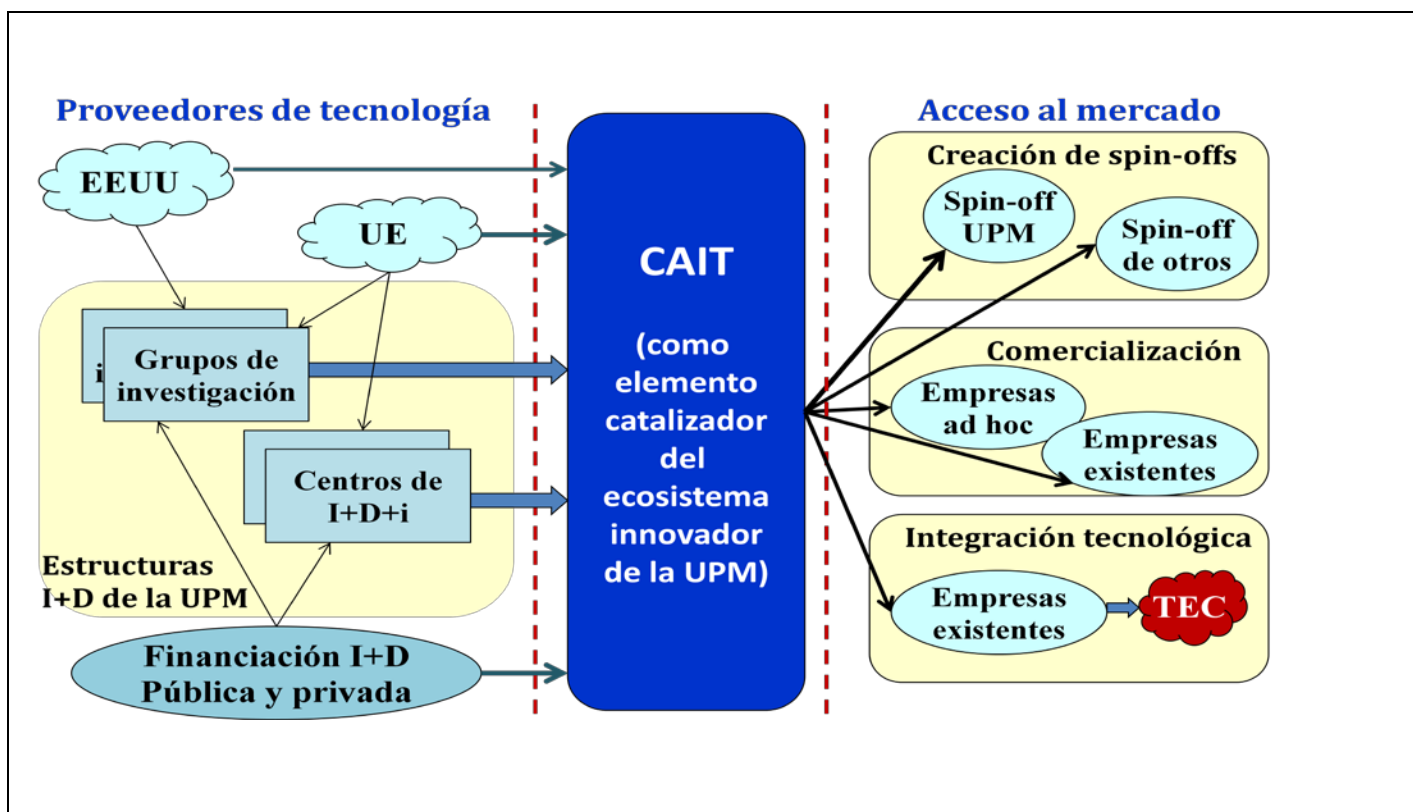 Proveedores de tecnología
EEUU
UE
Grupos de
investigación
Centros de
I+D+i
Estructuras
I+D de la UPM
Financiación I+D
Pública y privada
CAIT
(como
elemento
catalizador
del
ecosistema
innovador
de la UPM)
Acceso al mercado
Creación de spin-offs
Spin-off
UPM
Spin-off
de otros
Comercialización
Empresas
ad hoc
Empresas
existentes
Integración tecnológica
Empresas
existentes
TEC